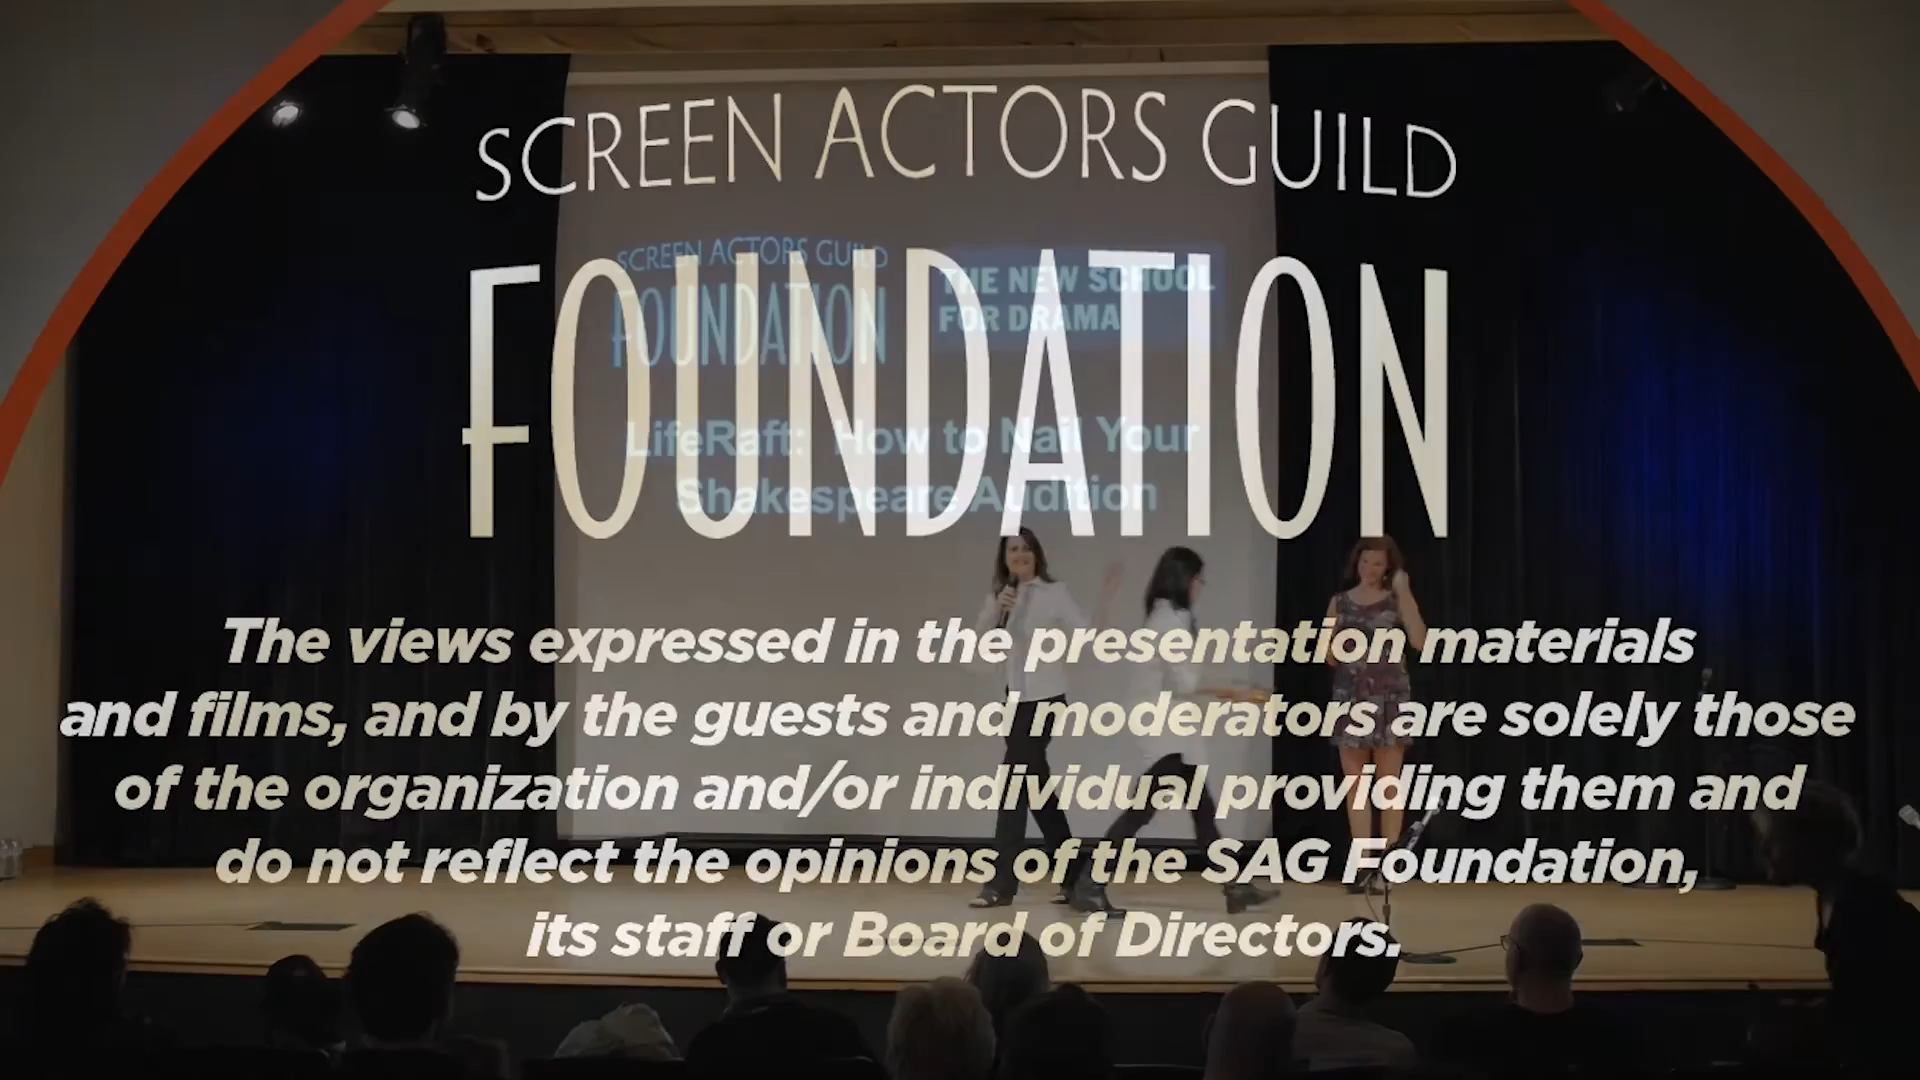 SCREEN ACTORS GUILD
FOUNDATION
SCREEN ACTORS GUILD
FOUNDATION
THE NEW SCHOOL
FOR DRAMA
LifeRaft: How to Nail Your
Shakespeare Audition
The views expressed in the presentation materials
and films, and by the guests and moderators are solely those
of the organization and/or individual providing them and
do not reflect the opinions of the SAG Foundation,
its staff or Board of Directors.